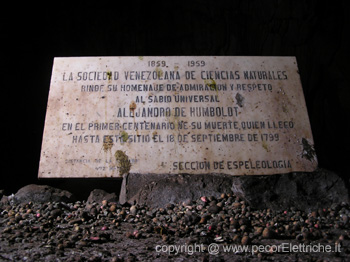 1859 1959
LA SOCIEDAD VENEZOLANA DE CIENCIAS NATURALES
RINDE SU HOMENAJE DE ADMIRACION Y RESPETO
AL SABIO UNIVERSAL
ALEJANDRO DE HUMBOLDT
EN EL PRIMER CENTENARIO DE SU MUERTE, QUIEN LLEGO
HASTA ESTE SITIO EL 18 DE SEPTIEMBRE DE 1799
SECCION DE ESPELEOLOGIA
copyright @ www.pecorElettriche.it